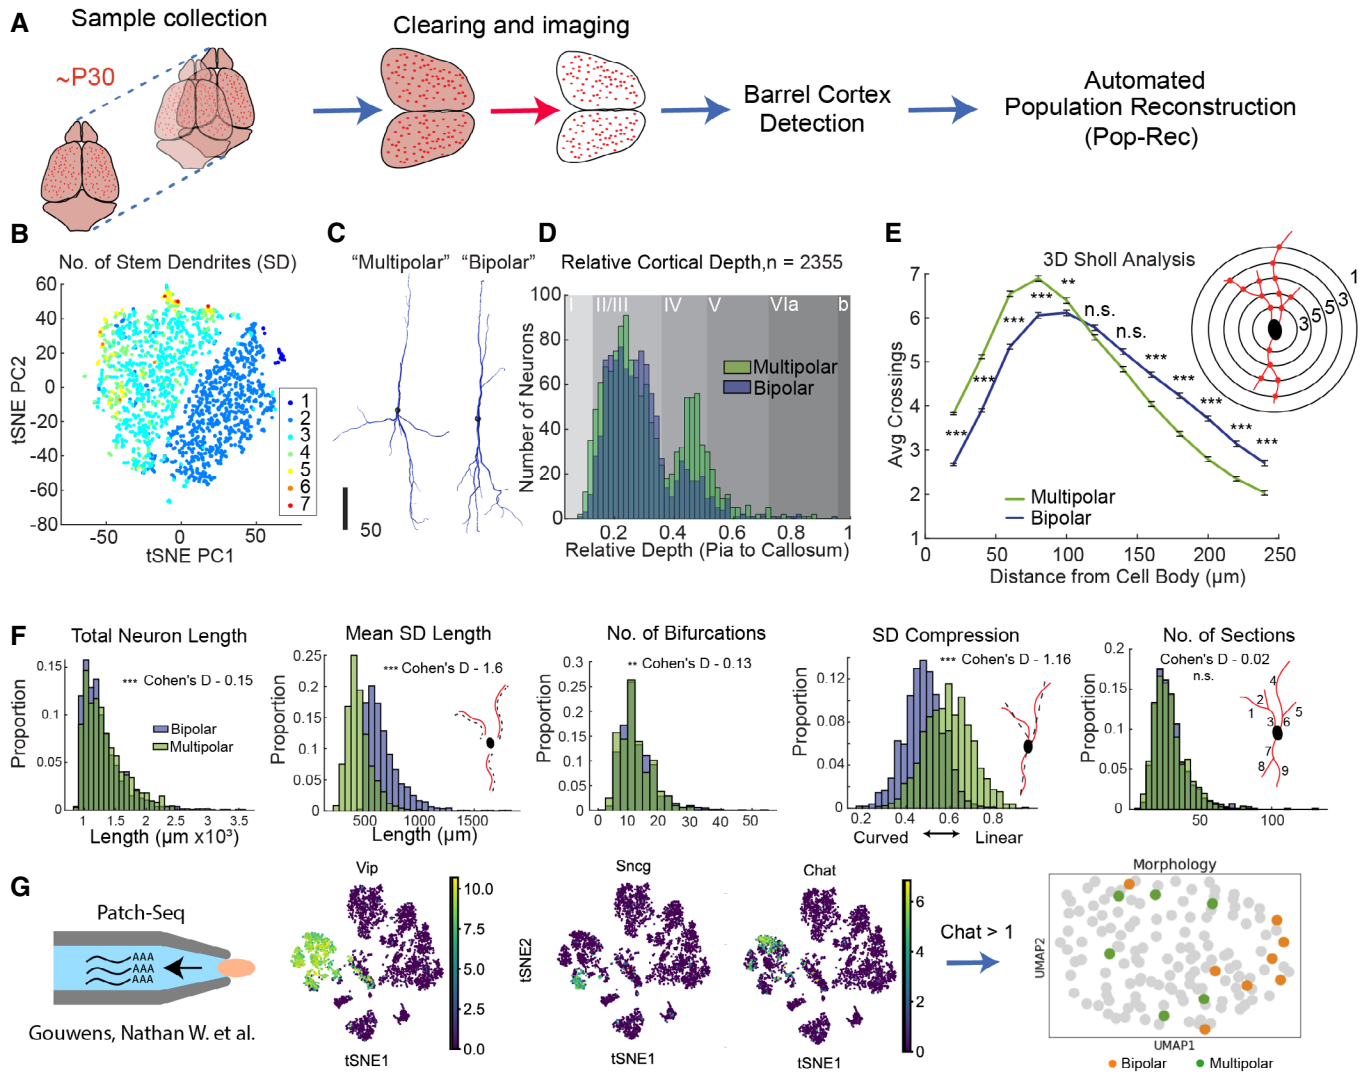 A
Sample collection
~P30
Clearing and imaging
Barrel Cortex
Detection
Automated
Population Reconstruction
(Pop-Rec)
B
No. of Stem Dendrites (SD)
60
40
20
0
-20
-40
-60
-80
tSNE PC2
-50
0
50
tSNE PC1
1
2
3
4
5
6
7
C
“Multipolar”
“Bipolar”
50
D
Relative Cortical Depth,n = 2355
100
80
60
40
20
0
Number of Neurons
I
II/III
IV
V
VIa
b
Multipolar
Bipolar
0.2
0.4
0.6
0.8
1
Relative Depth (Pia to Callosum)
E
3D Sholl Analysis
7
6
5
4
3
2
1
Avg Crossings
***
***
***
***
**
n.s.
n.s.
***
***
***
***
***
Multipolar
Bipolar
0
50
100
150
200
250
Distance from Cell Body (µm)
3
5
5
3
1
F
Total Neuron Length
*** Cohen's D - 0.15
Bipolar
Multipolar
0.15
0.1
0.05
0
Proportion
1
1.5
2
2.5
3
3.5
Length (µm x10³)
Mean SD Length
*** Cohen's D - 1.6
0.25
0.2
0.15
0.1
0.05
0
Proportion
500
1000
1500
Length (µm)
No. of Bifurcations
** Cohen's D - 0.13
0.3
0.2
0.1
0
Proportion
0
10
20
30
40
50
SD Compression
*** Cohen's D - 1.16
0.12
0.08
0.04
0
Proportion
0.2
0.4
0.6
0.8
Curved
Linear
No. of Sections
Cohen's D - 0.02
n.s.
0.2
0.15
0.1
0.05
0
Proportion
50
100
1
2
3
4
5
6
7
8
9
G
Patch-Seq
AAA
AAA
AAA
Gouwens, Nathan W. et al.
Vip
tSNE1
10.0
7.5
5.0
2.5
0.0
tSNE2
Sncg
tSNE1
Chat
tSNE1
6
4
2
0
Chat > 1
Morphology
UMAP2
UMAP1
Bipolar
Multipolar